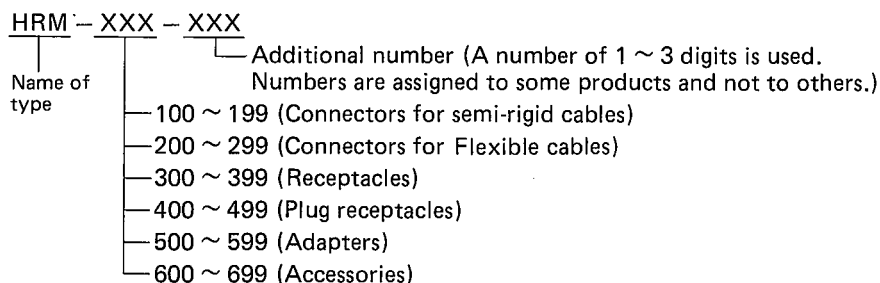 HRM – XXX – XXX
Additional number (A number of 1 ~ 3 digits is used.
Numbers are assigned to some products and not to others.)
Name of
type
100 ~ 199 (Connectors for semi-rigid cables)
200 ~ 299 (Connectors for Flexible cables)
300 ~ 399 (Receptacles)
400 ~ 499 (Plug receptacles)
500 ~ 599 (Adapters)
600 ~ 699 (Accessories)